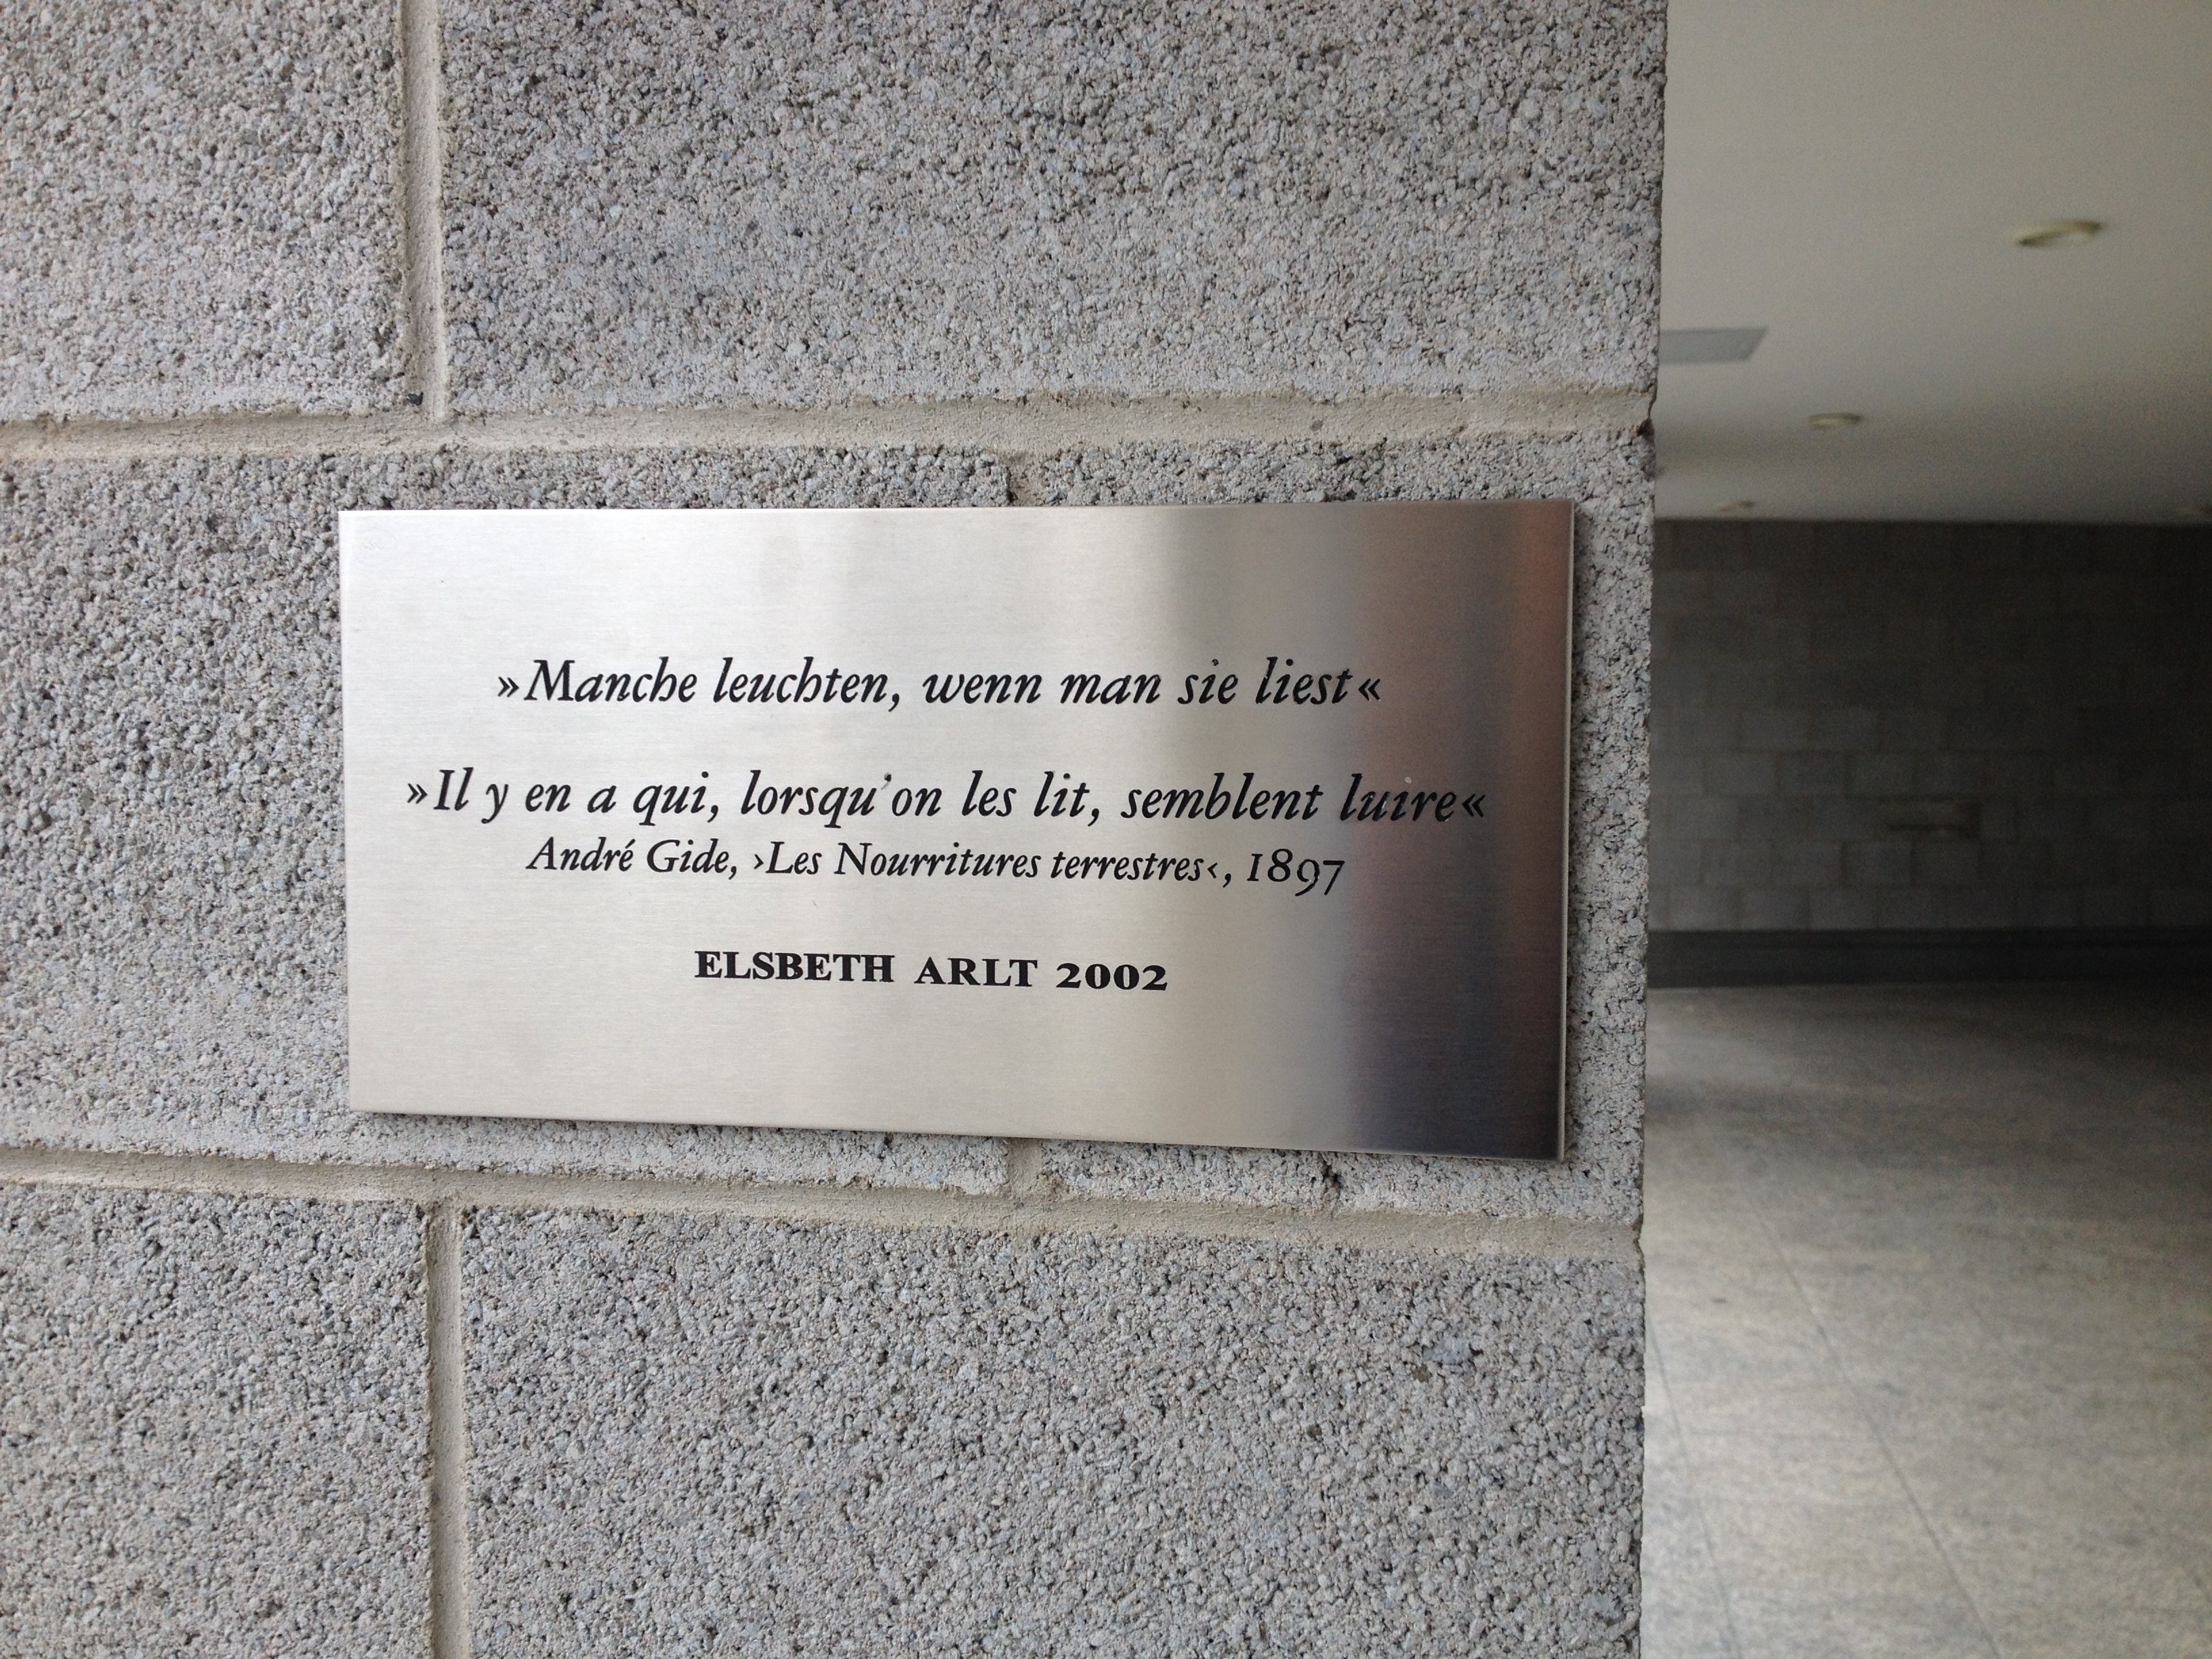 »Manche leuchten, wenn man sie liest«
»Il y en a qui, lorsqu'on les lit, semblent luire«
André Gide, ›Les Nourritures terrestres‹, 1897
ELSBETH ARLT 2002